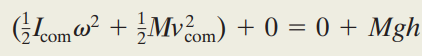 (½I_com ω² + ½Mv²_com) + 0 = 0 + Mgh